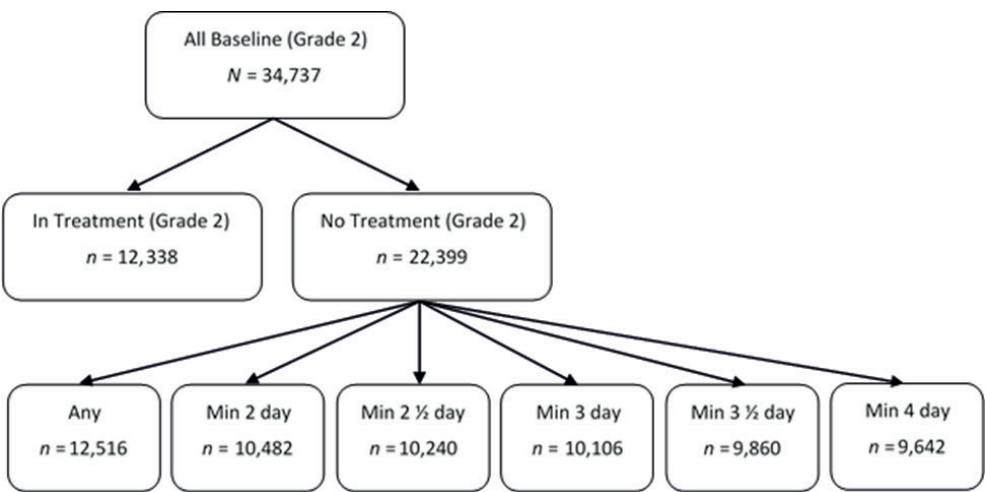 All Baseline (Grade 2)
N = 34,737
In Treatment (Grade 2)
n = 12,338
No Treatment (Grade 2)
n = 22,399
Any
n =12,516
Min 2 day
n = 10,482
Min 2 ½ day
n =10,240
Min 3 day
n = 10,106
Min 3 ½ day
n =9,860
Min 4 day
n =9,642